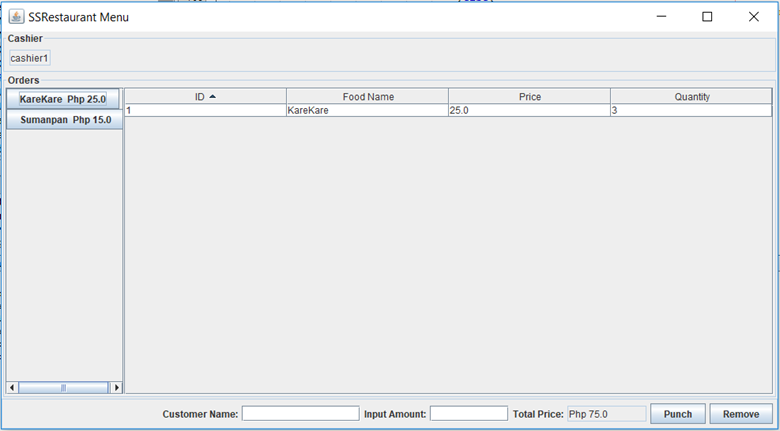 SSRestaurant Menu
Cashier
cashier1
Orders
KareKare Php 25.0
Sumanpan Php 15.0
ID Food Name Price Quantity
1 KareKare 25.0 3
Customer Name: Input Amount: Total Price: Php 75.0 Punch Remove